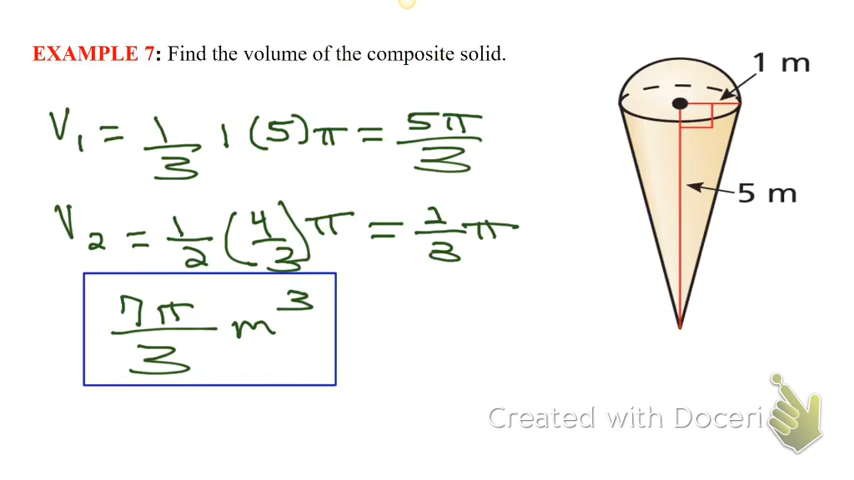 EXAMPLE 7: Find the volume of the composite solid.
V₁ = 1/3 1 (5)π = 5π/3
V₂ = 1/2 (4/3)π = 2/3 π
7π/3 m³
1 m
5 m
Created with Doceri